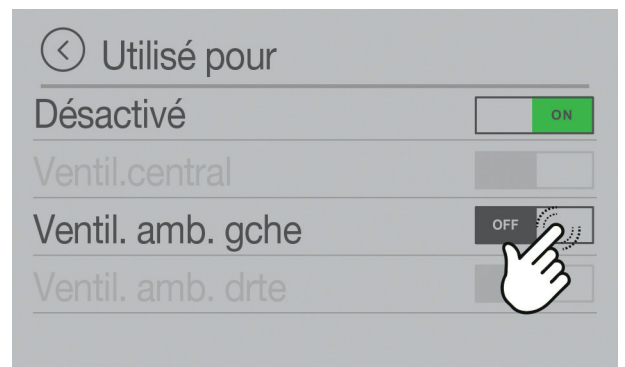 Utilisé pour
Désactivé ON
Ventil.central
Ventil. amb. gche OFF
Ventil. amb. drte